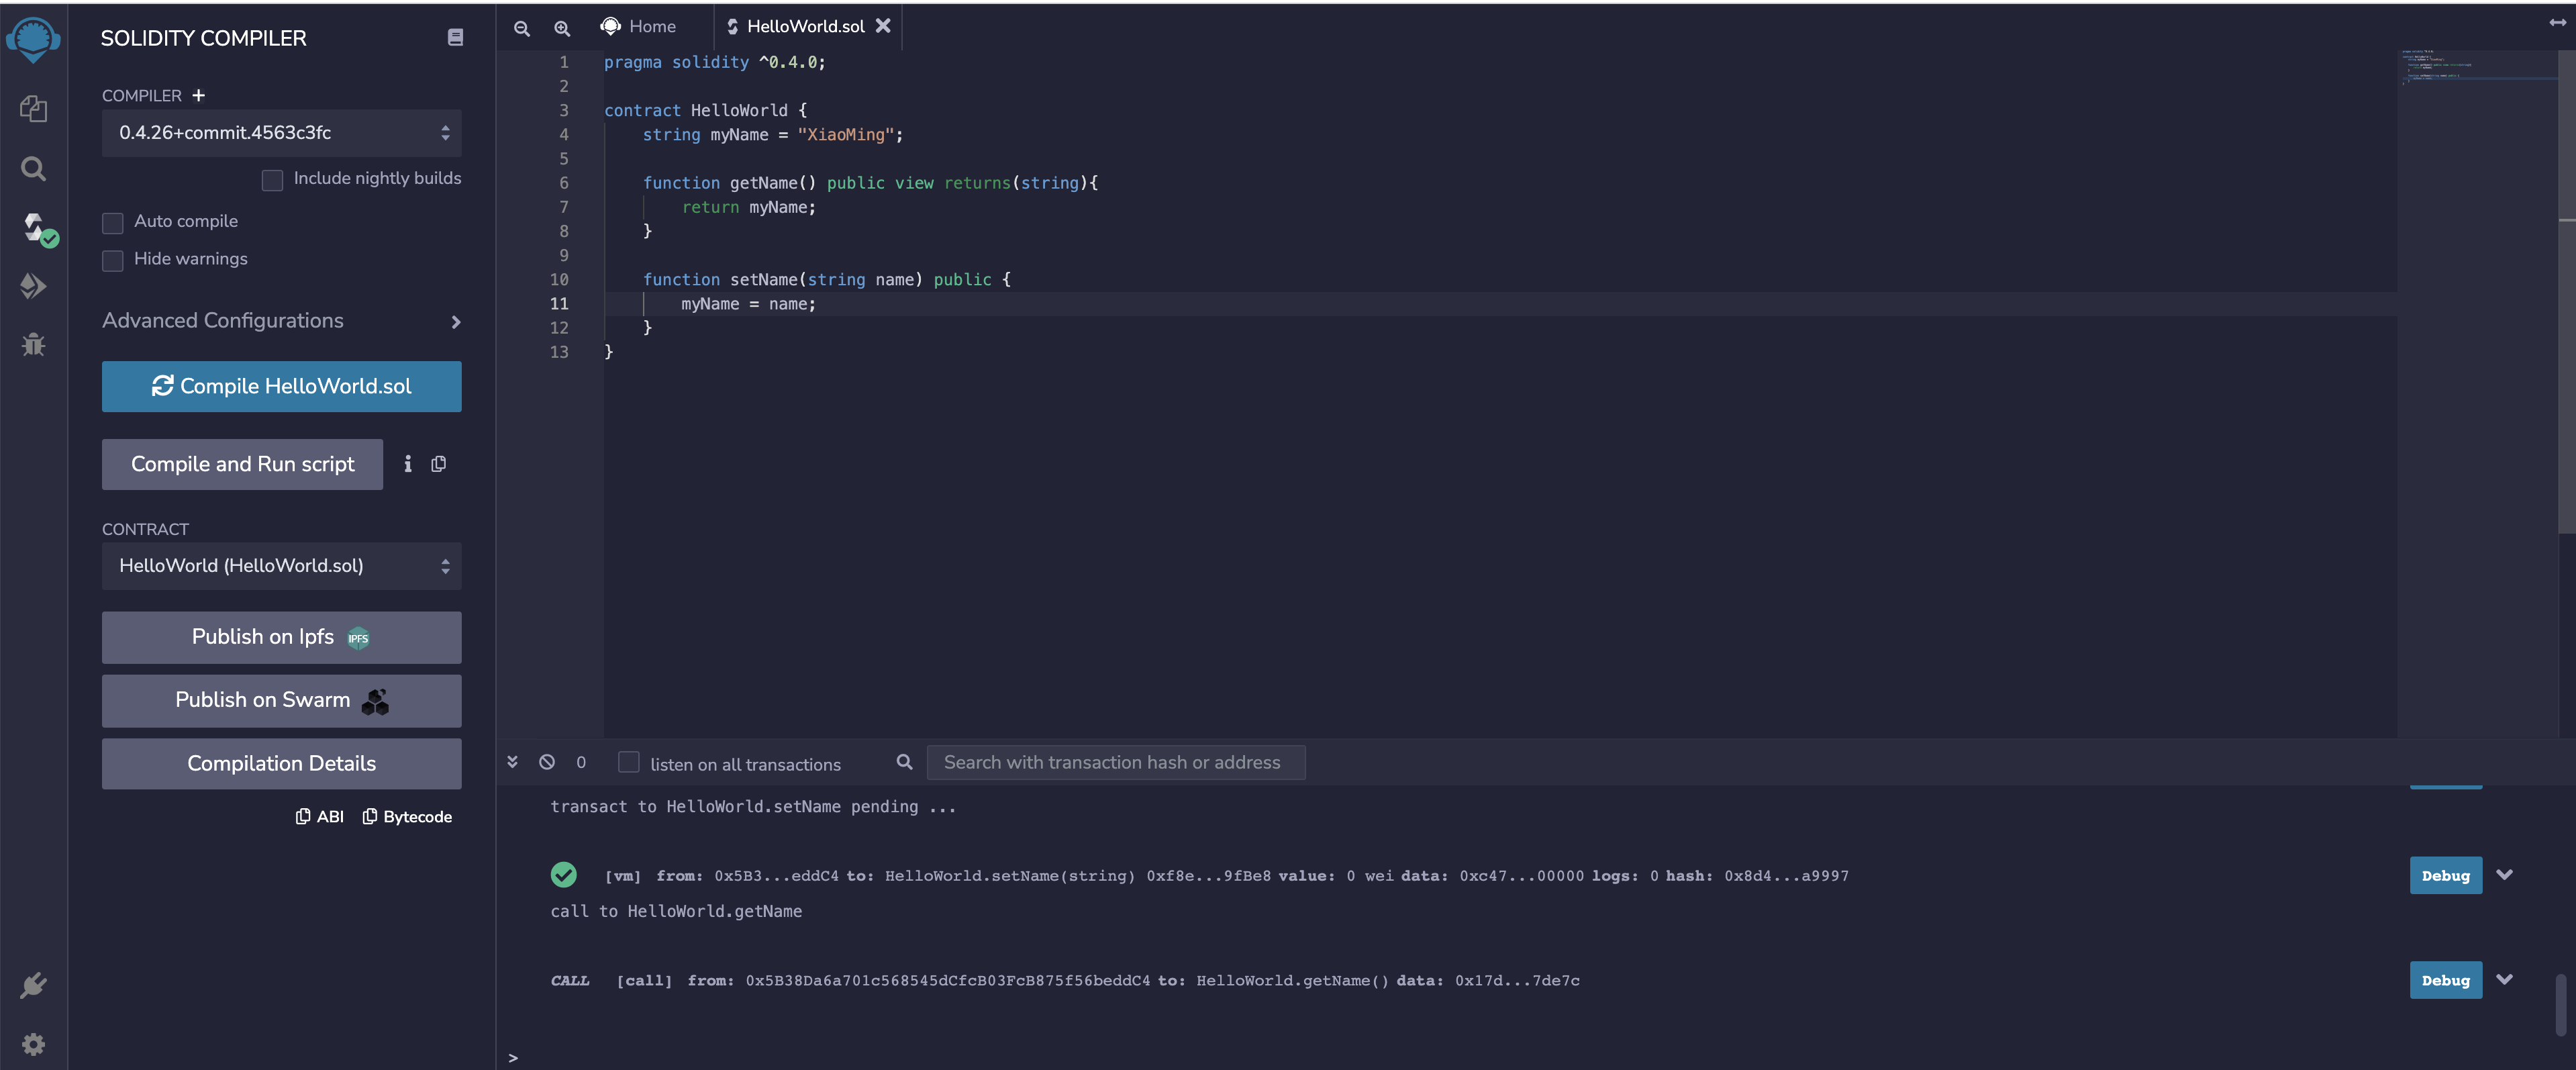 SOLIDITY COMPILER
COMPILER +
0.4.26+commit.4563c3fc
Include nightly builds
Auto compile
Hide warnings
Advanced Configurations
Compile HelloWorld.sol
Compile and Run script
CONTRACT
HelloWorld (HelloWorld.sol)
Publish on Ipfs IPFS
Publish on Swarm
Compilation Details
ABI Bytecode
Home HelloWorld.sol
1 pragma solidity ^0.4.0;
2
3 contract HelloWorld {
4 string myName = "XiaoMing";
5
6 function getName() public view returns(string){
7 return myName;
8 }
9
10 function setName(string name) public {
11 myName = name;
12 }
13 }
0 listen on all transactions Search with transaction hash or address
transact to HelloWorld.setName pending ...
[vm] from: 0x5B3...eddC4 to: HelloWorld.setName(string) 0xf8e...9fBe8 value: 0 wei data: 0xc47...00000 logs: 0 hash: 0x8d4...a9997 Debug
call to HelloWorld.getName
CALL [call] from: 0x5B38Da6a701c568545dCfcB03FcB875f56beddC4 to: HelloWorld.getName() data: 0x17d...7de7c Debug
>